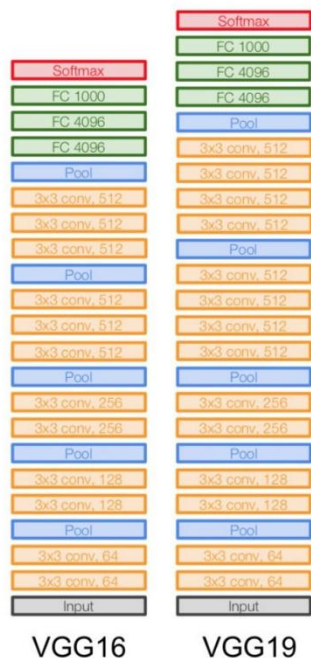 Softmax
FC 1000
FC 4096
FC 4096
Pool
3x3 conv, 512
3x3 conv, 512
3x3 conv, 512
Pool
3x3 conv, 512
3x3 conv, 512
3x3 conv, 512
Pool
3x3 conv, 256
3x3 conv, 256
Pool
3x3 conv, 128
3x3 conv, 128
Pool
3x3 conv, 64
3x3 conv, 64
Input
VGG16
Softmax
FC 1000
FC 4096
FC 4096
Pool
3x3 conv, 512
3x3 conv, 512
3x3 conv, 512
3x3 conv, 512
Pool
3x3 conv, 512
3x3 conv, 512
3x3 conv, 512
3x3 conv, 512
Pool
3x3 conv, 256
3x3 conv, 256
Pool
3x3 conv, 128
3x3 conv, 128
Pool
3x3 conv, 64
3x3 conv, 64
Input
VGG19